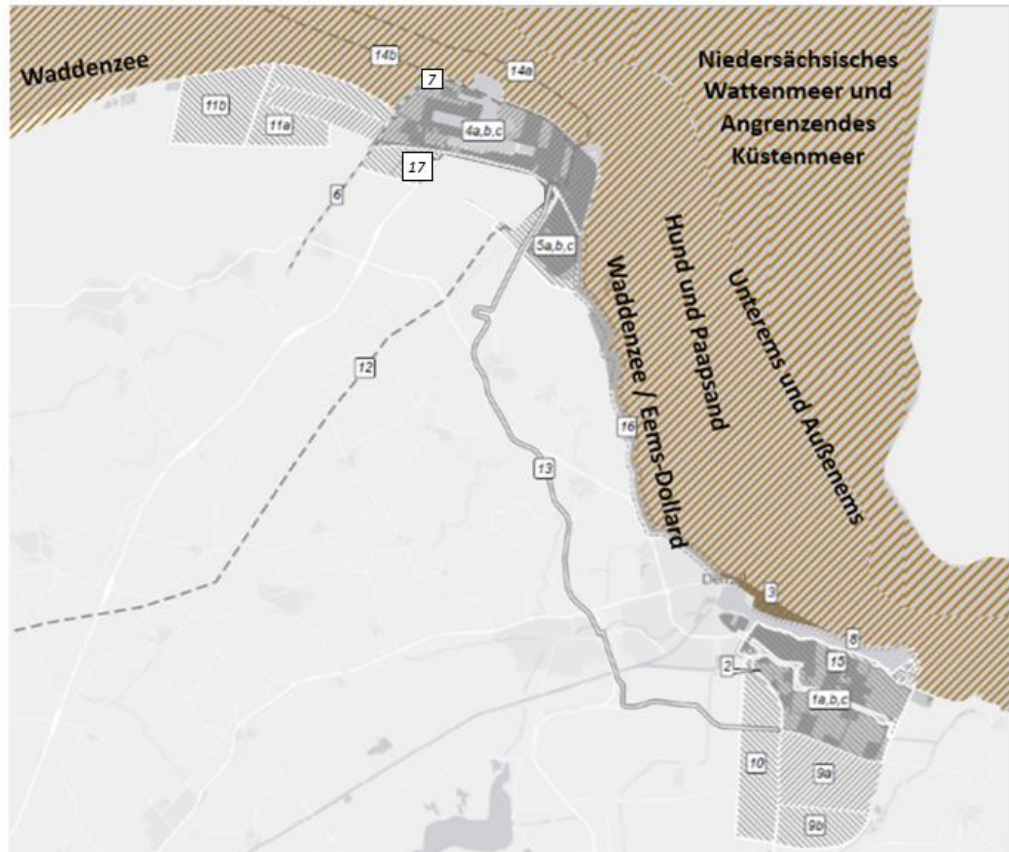 Waddenzee
14b
7
14a
Niedersächsisches
Wattenmeer und
Angrenzendes
Küstenmeer
11b
11a
4a,b,c
17
6
5a,b,c
Waddenzee / Eems-Dollard
Hund und Paapsand
Unterems und Außenems
12
16
13
3
8
2
15
1a,b,c
10
9a
9b